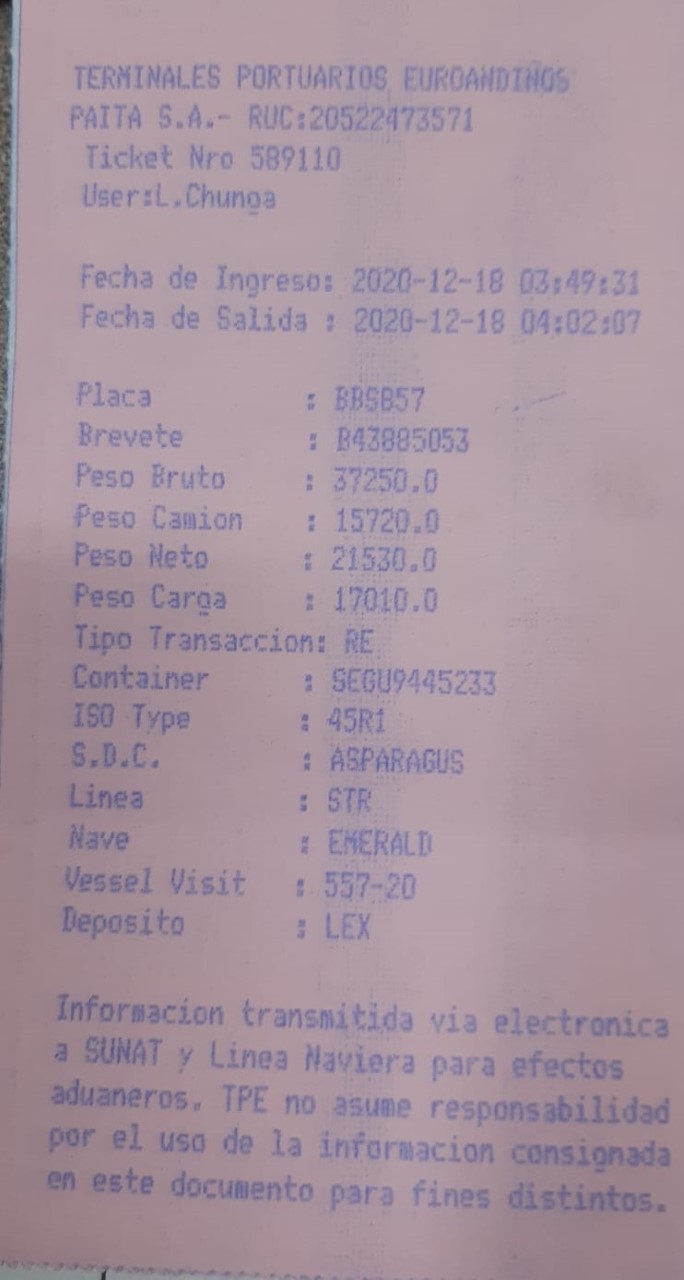 TERMINALES PORTUARIOS EUROANDINOS
PAITA S.A.- RUC:20522473571
Ticket Nro 589110
User:L.Chunga
Fecha de Ingreso: 2020-12-18 03:49:31
Fecha de Salida : 2020-12-18 04:02:07
Placa : BBS857
Brevete : B43885053
Peso Bruto : 37250.0
Peso Camion : 15720.0
Peso Neto : 21530.0
Peso Carga : 17010.0
Tipo Transaccion: RE
Container : SEGU9445233
ISO Type : 45R1
S.D.C. : ASPARAGUS
Linea : STR
Nave : EMERALD
Vessel Visit : 557-20
Deposito : LEX
Informacion transmitida via electronica
a SUNAT y Linea Naviera para efectos
aduaneros. TPE no asume responsabilidad
por el uso de la informacion consignada
en este documento para fines distintos.